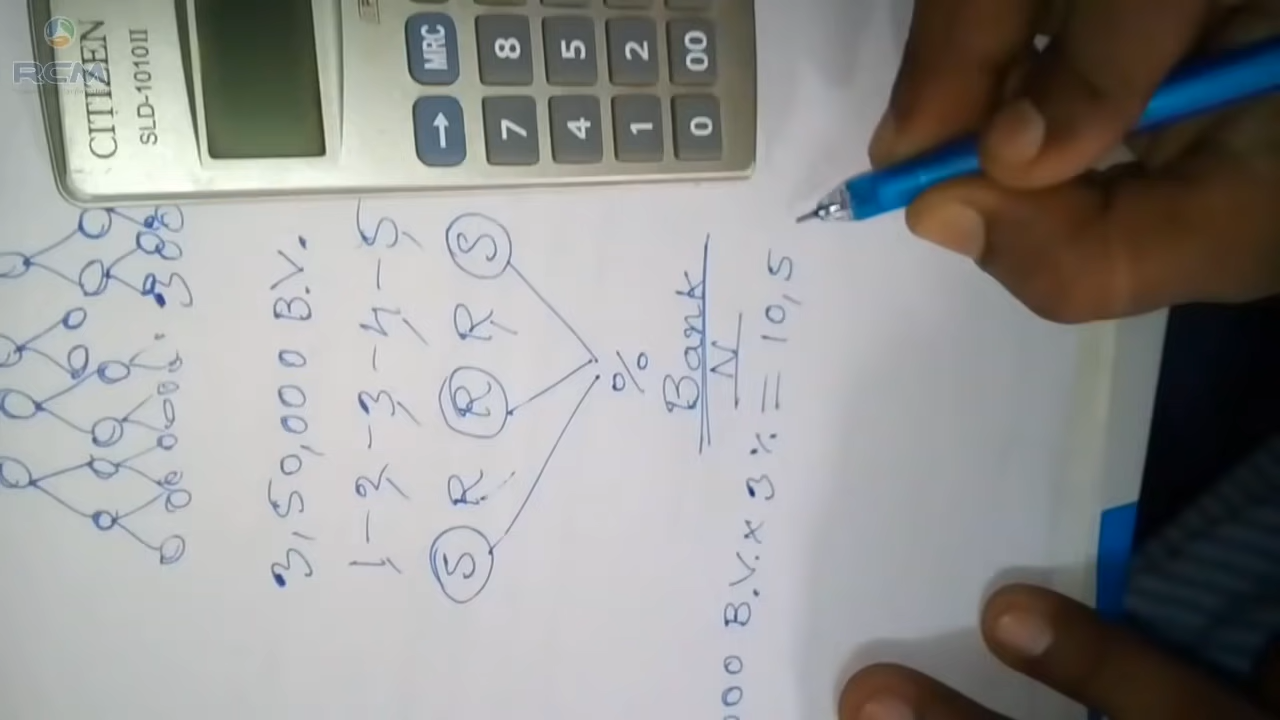 RCM
CITIZEN
SLD-1010II
MRC
→
8 5 2 00
7 4 1 0
3,50,000 B.V.
1-2-3-4-5
S R R R S
%
Bank
N
000 B.V. x 3% = 10,5